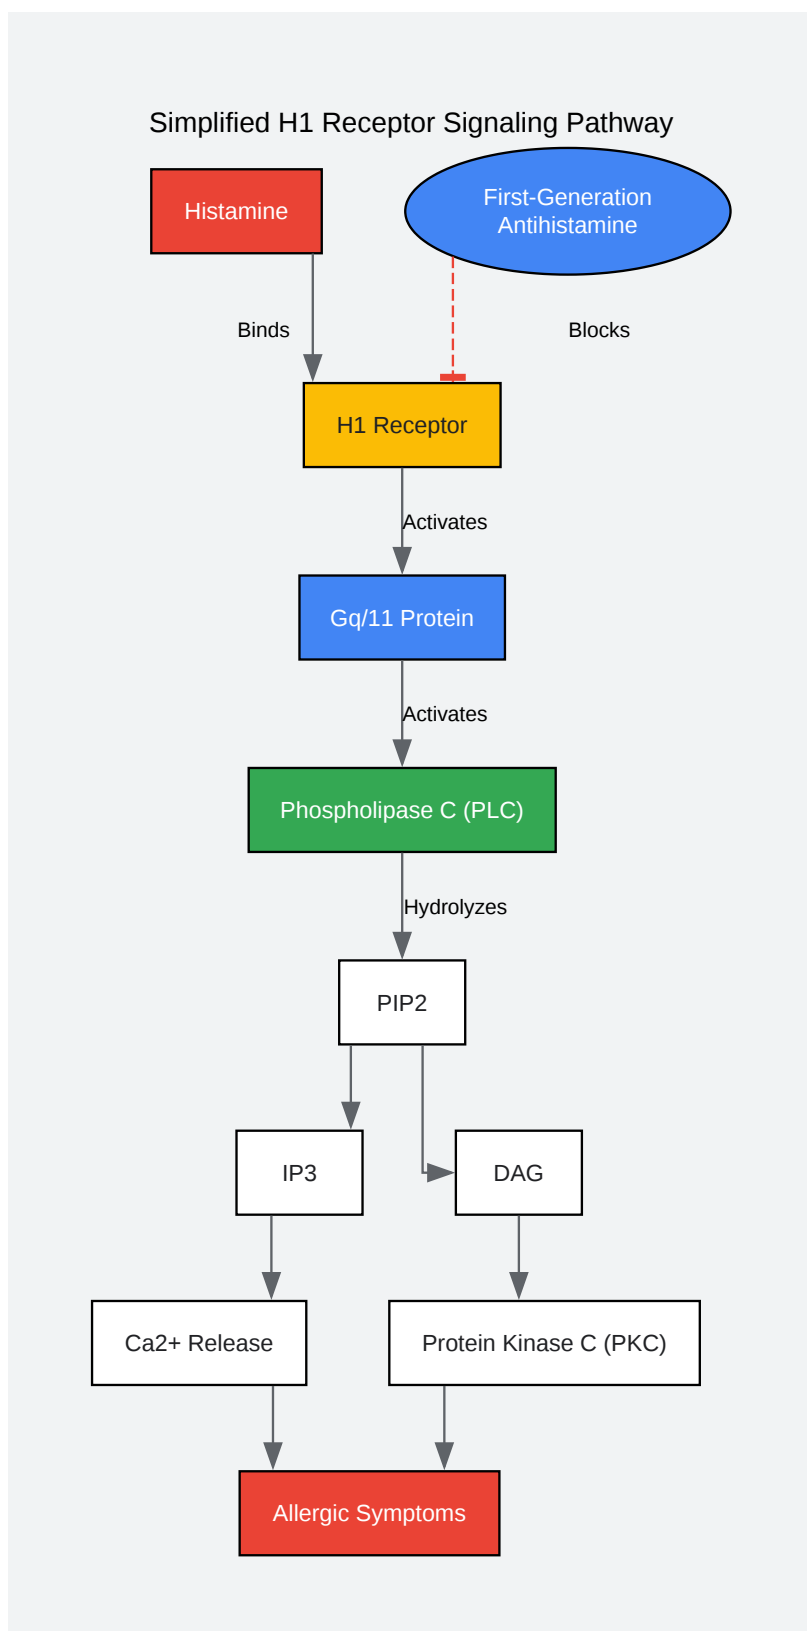 Simplified H1 Receptor Signaling Pathway
Histamine
First-Generation
Antihistamine
Binds
Blocks
H1 Receptor
Activates
Gq/11 Protein
Activates
Phospholipase C (PLC)
Hydrolyzes
PIP2
IP3
DAG
Ca2+ Release
Protein Kinase C (PKC)
Allergic Symptoms